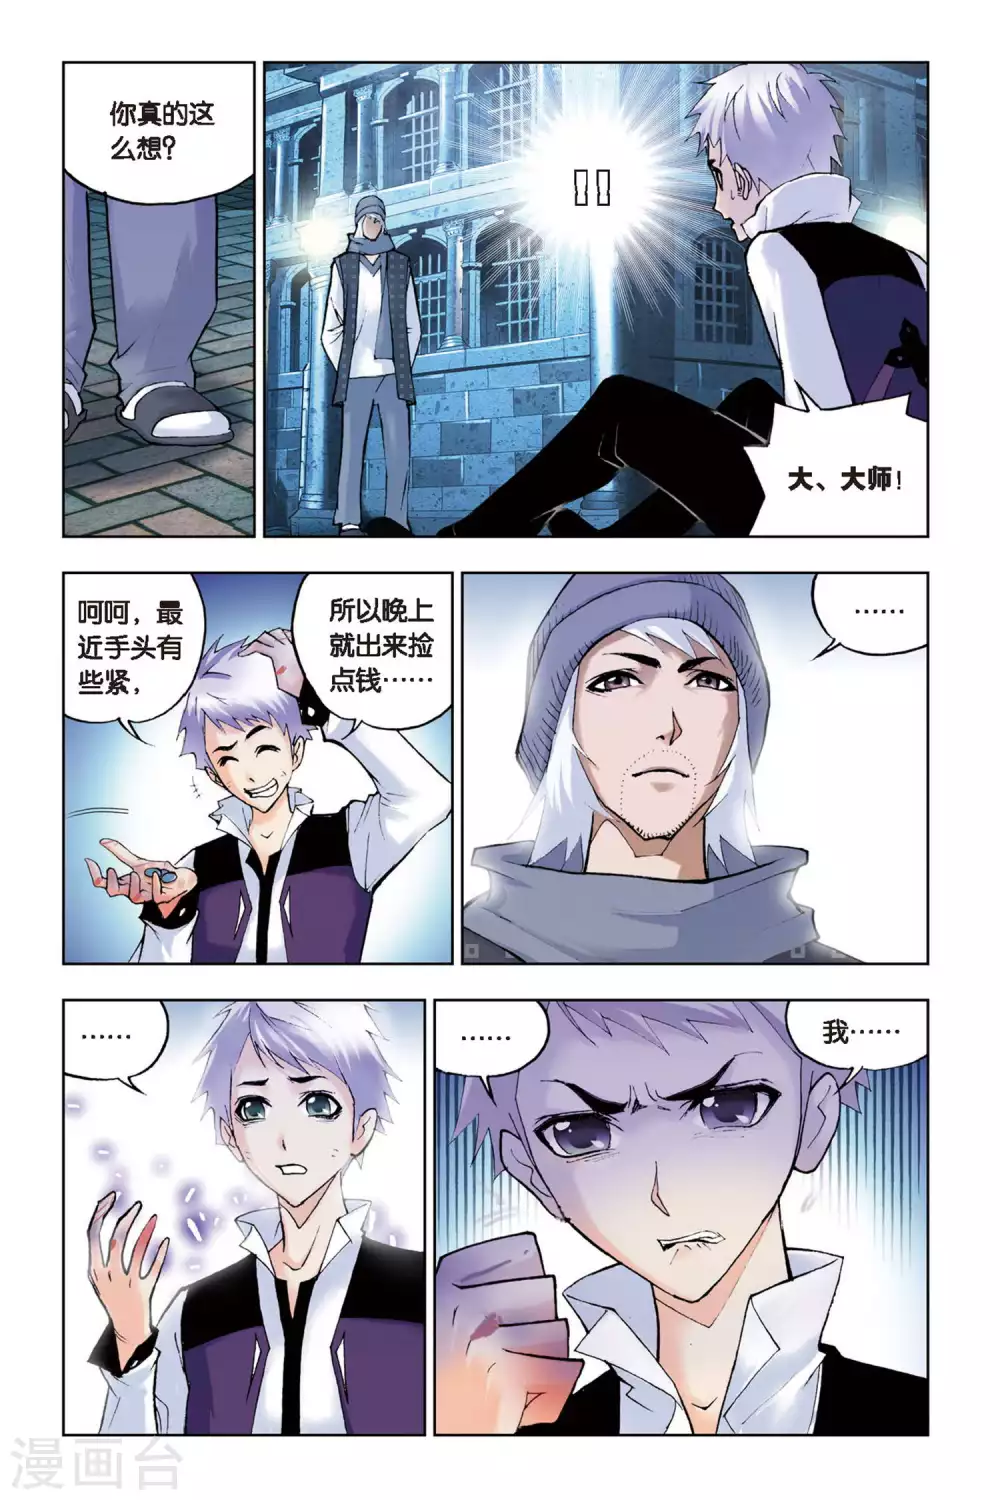 你真的这
么想？
！！
大、大师！
呵呵，最
近手头有
些紧，
所以晚上
就出来捡
点钱……
……
……
……
我……
漫画台